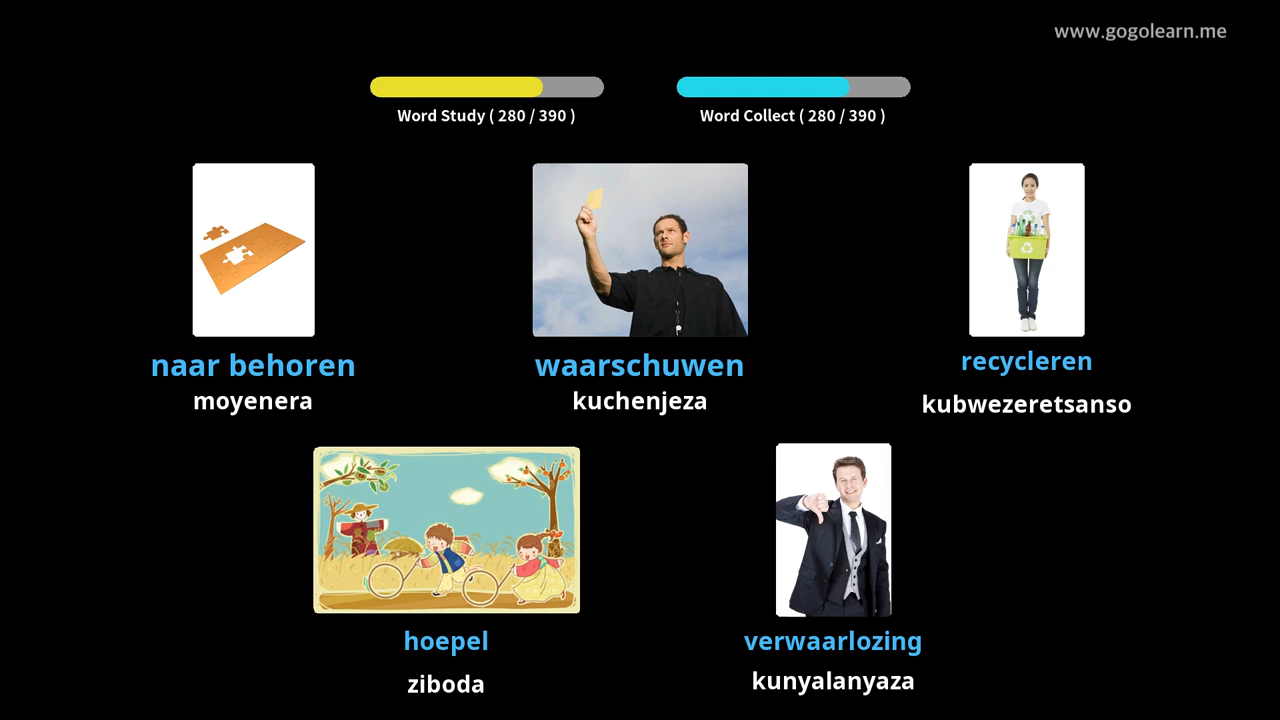 www.gogolearn.me
Word Study ( 280 / 390 )
Word Collect ( 280 / 390 )
naar behoren
moyenera
waarschuwen
kuchenjeza
recycleren
kubwezeretsanso
hoepel
ziboda
verwaarlozing
kunyalanyaza